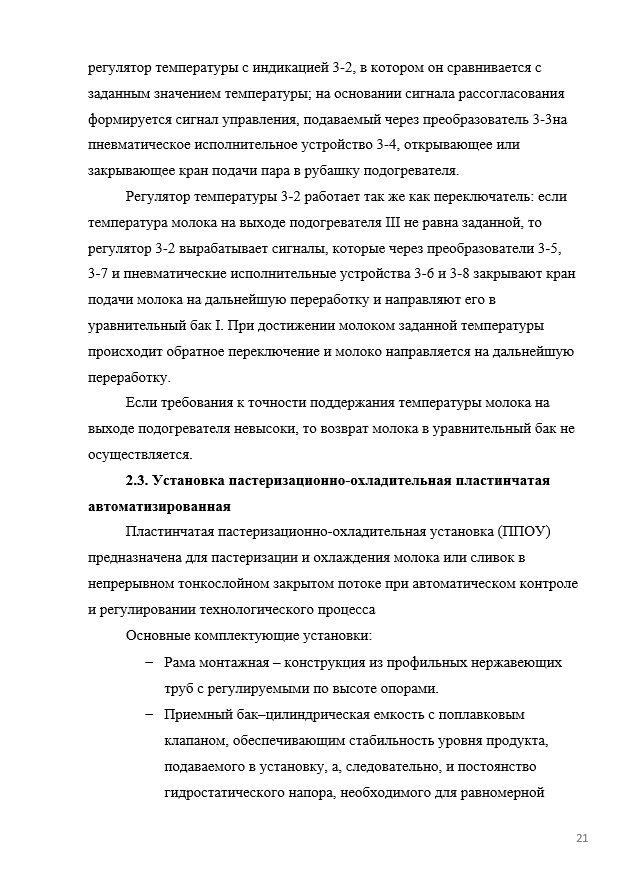 регулятор температуры с индикацией 3-2, в котором он сравнивается с
заданным значением температуры; на основании сигнала рассогласования
формируется сигнал управления, подаваемый через преобразователь 3-3на
пневматическое исполнительное устройство 3-4, открывающее или
закрывающее кран подачи пара в рубашку подогревателя.
Регулятор температуры 3-2 работает так же как переключатель: если
температура молока на выходе подогревателя III не равна заданной, то
регулятор 3-2 вырабатывает сигналы, которые через преобразователи 3-5,
3-7 и пневматические исполнительные устройства 3-6 и 3-8 закрывают кран
подачи молока на дальнейшую переработку и направляют его в
уравнительный бак I. При достижении молоком заданной температуры
происходит обратное переключение и молоко направляется на дальнейшую
переработку.
Если требования к точности поддержания температуры молока на
выходе подогревателя невысоки, то возврат молока в уравнительный бак не
осуществляется.
2.3. Установка пастеризационно-охладительная пластинчатая
автоматизированная
Пластинчатая пастеризационно-охладительная установка (ППОУ)
предназначена для пастеризации и охлаждения молока или сливок в
непрерывном тонкослойном закрытом потоке при автоматическом контроле
и регулировании технологического процесса
Основные комплектующие установки:
− Рама монтажная – конструкция из профильных нержавеющих
труб с регулируемыми по высоте опорами.
− Приемный бак–цилиндрическая емкость с поплавковым
клапаном, обеспечивающим стабильность уровня продукта,
подаваемого в установку, а, следовательно, и постоянство
гидростатического напора, необходимого для равномерной
21